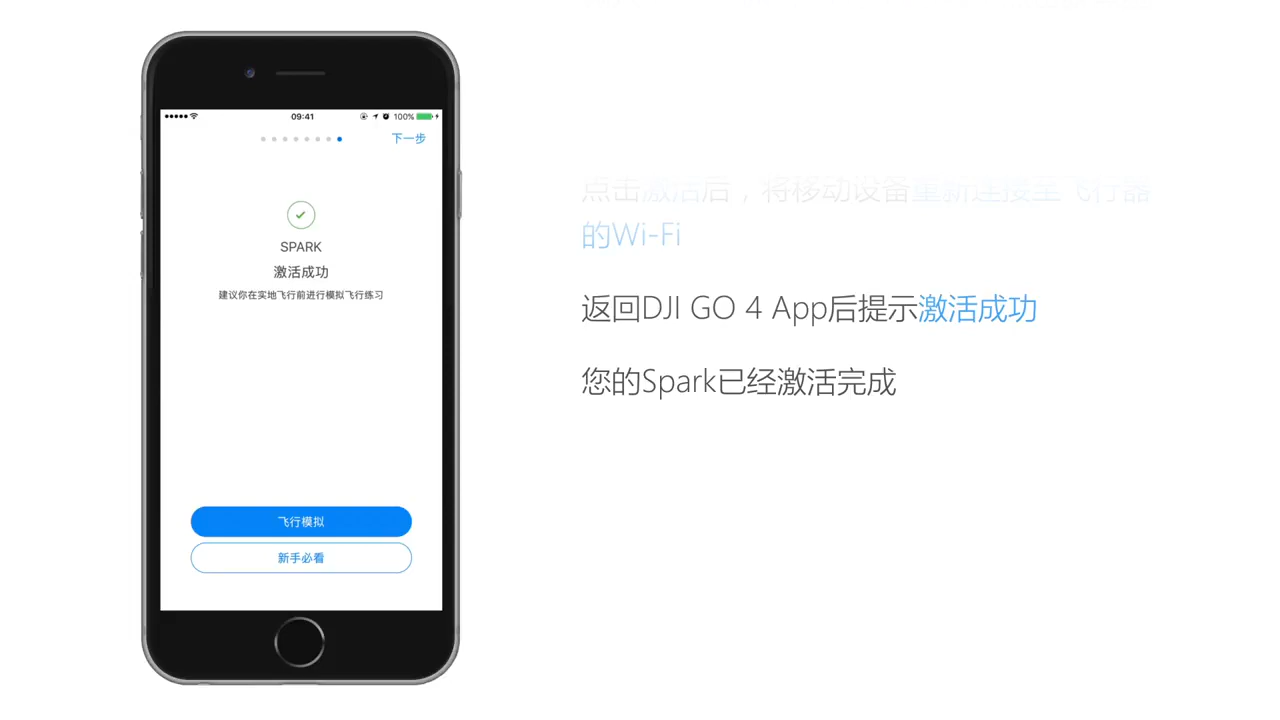 09:41
100%
下一步
SPARK
激活成功
建议你在实地飞行前进行模拟飞行练习
飞行模拟
新手必看
点击激活后，将移动设备重新连接至飞行器
的Wi-Fi
返回DJI GO 4 App后提示激活成功
您的Spark已经激活完成